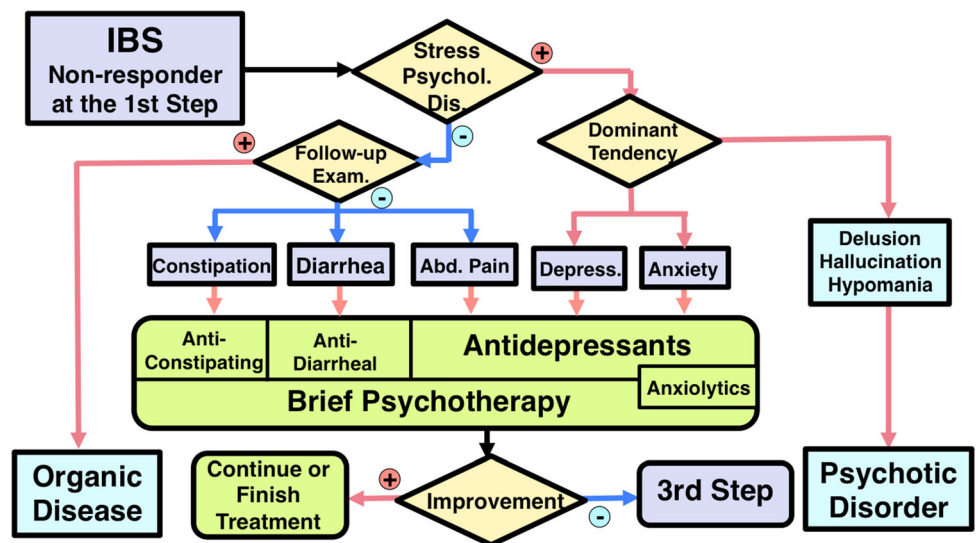 IBS
Non-responder
at the 1st Step
Stress
Psychol.
Dis.
+
-
Dominant
Tendency
+
Follow-up
Exam.
-
Constipation
Diarrhea
Abd. Pain
Depress.
Anxiety
Delusion
Hallucination
Hypomania
Anti-
Constipating
Anti-
Diarrheal
Antidepressants
Anxiolytics
Brief Psychotherapy
Organic
Disease
Continue or
Finish
Treatment
+
Improvement
-
3rd Step
Psychotic
Disorder